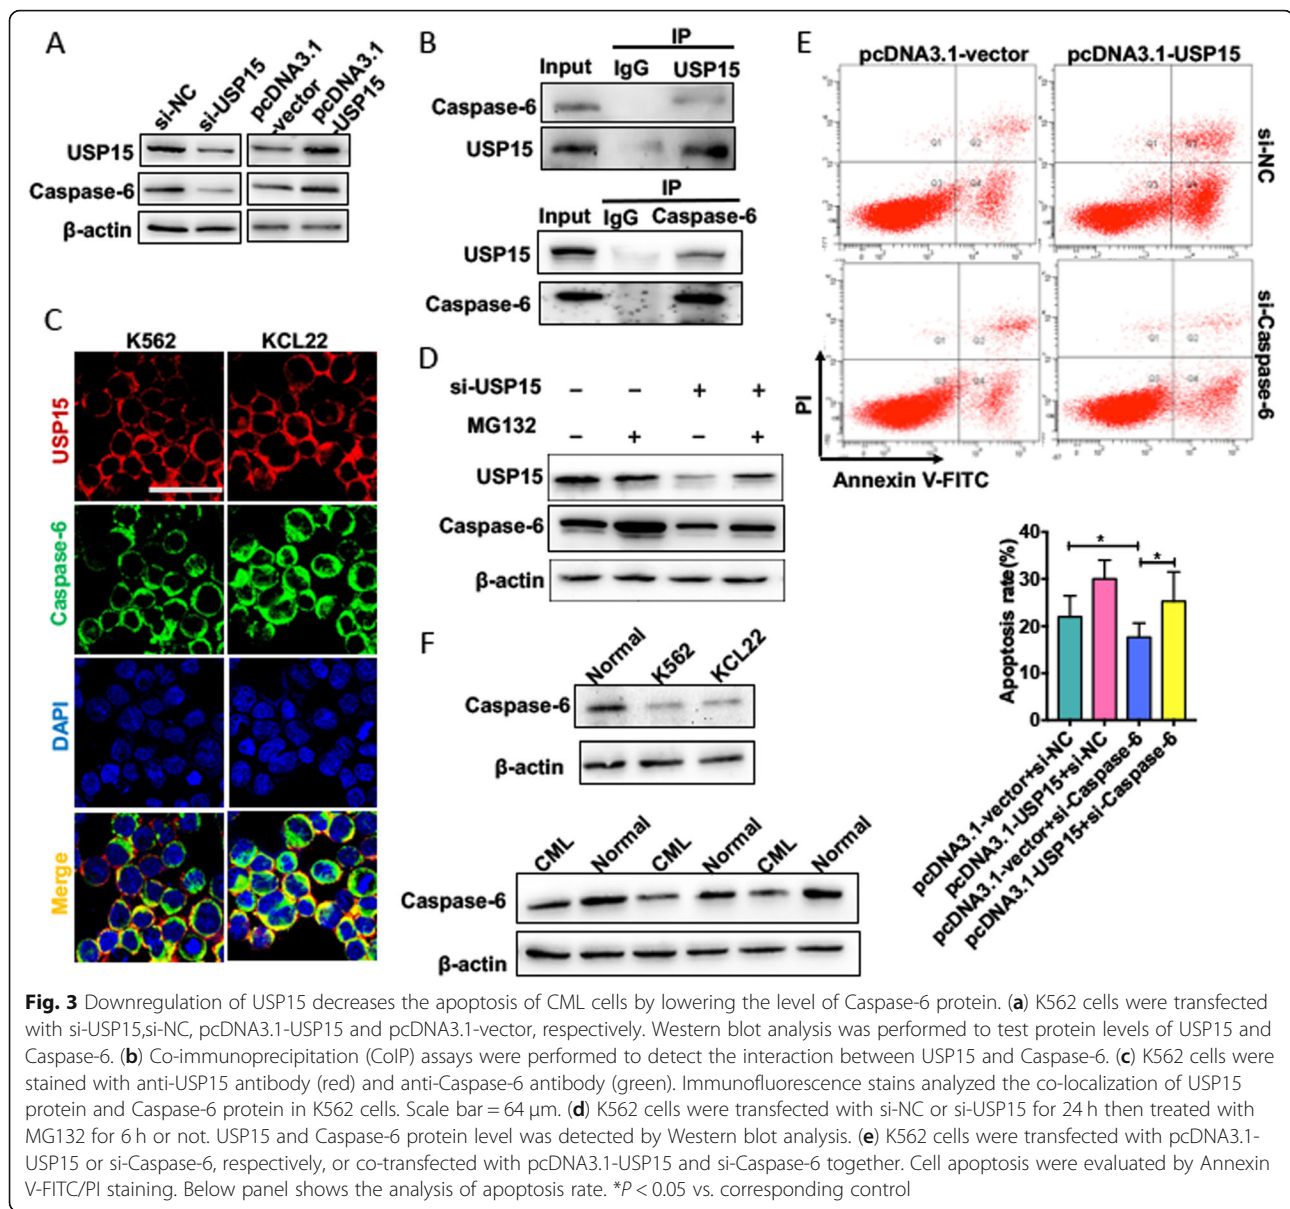 A
si-NC
si-USP15
pcDNA3.1
-vector
pcDNA3.1
-USP15
USP15
Caspase-6
β-actin
B
IP
Input IgG USP15
Caspase-6
USP15
IP
Input IgG Caspase-6
USP15
Caspase-6
C
K562 KCL22
USP15
Caspase-6
DAPI
Merge
D
si-USP15 – – + +
MG132 – + – +
USP15
Caspase-6
β-actin
E
pcDNA3.1-vector pcDNA3.1-USP15
si-NC
si-Caspase-6
Q1 Q2
Q3 Q4
PI
Annexin V-FITC
Apoptosis rate(%)
40
30
20
10
0
* *
pcDNA3.1-vector+si-NC
pcDNA3.1-USP15+si-NC
pcDNA3.1-vector+si-Caspase-6
pcDNA3.1-USP15+si-Caspase-6
F
Normal K562 KCL22
Caspase-6
β-actin
CML Normal CML Normal CML Normal
Caspase-6
β-actin
Fig. 3 Downregulation of USP15 decreases the apoptosis of CML cells by lowering the level of Caspase-6 protein. (a) K562 cells were transfected
with si-USP15,si-NC, pcDNA3.1-USP15 and pcDNA3.1-vector, respectively. Western blot analysis was performed to test protein levels of USP15 and
Caspase-6. (b) Co-immunoprecipitation (CoIP) assays were performed to detect the interaction between USP15 and Caspase-6. (c) K562 cells were
stained with anti-USP15 antibody (red) and anti-Caspase-6 antibody (green). Immunofluorescence stains analyzed the co-localization of USP15
protein and Caspase-6 protein in K562 cells. Scale bar = 64 μm. (d) K562 cells were transfected with si-NC or si-USP15 for 24 h then treated with
MG132 for 6 h or not. USP15 and Caspase-6 protein level was detected by Western blot analysis. (e) K562 cells were transfected with pcDNA3.1-
USP15 or si-Caspase-6, respectively, or co-transfected with pcDNA3.1-USP15 and si-Caspase-6 together. Cell apoptosis were evaluated by Annexin
V-FITC/PI staining. Below panel shows the analysis of apoptosis rate. *P < 0.05 vs. corresponding control